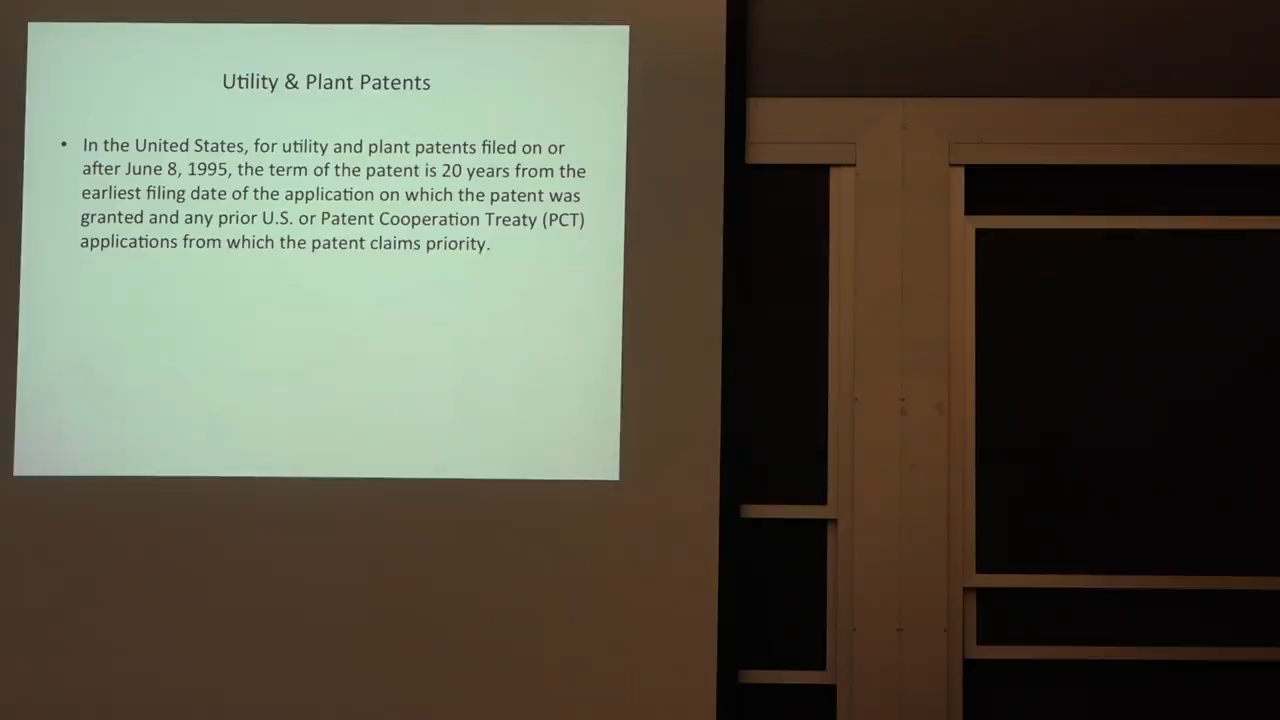 Utility & Plant Patents
• In the United States, for utility and plant patents filed on or
after June 8, 1995, the term of the patent is 20 years from the
earliest filing date of the application on which the patent was
granted and any prior U.S. or Patent Cooperation Treaty (PCT)
applications from which the patent claims priority.